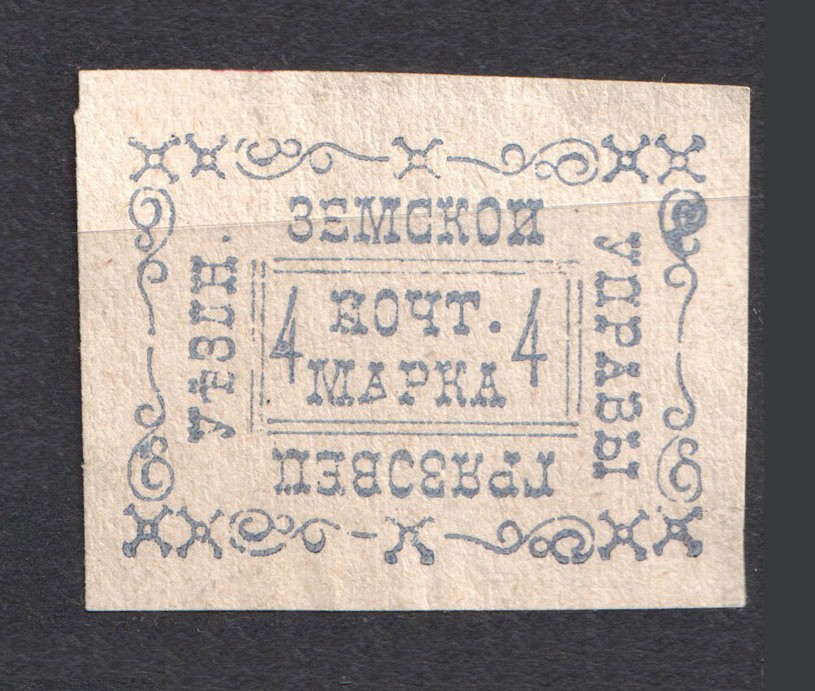 ЗЕМСКОЙ
УПРАВЫ
ГРЯЗОВЕЦ
УѢЗДН.
4 ПОЧТ. 4
МАРКА